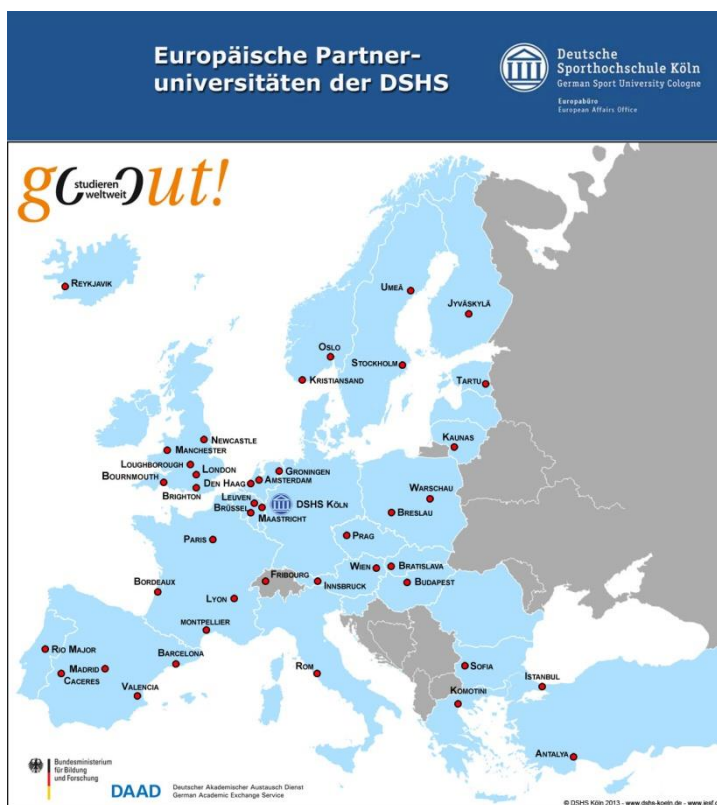 Europäische Partner-
universitäten der DSHS
Deutsche
Sporthochschule Köln
German Sport University Cologne
Europabüro
European Affairs Office
go out!
studieren
weltweit
REYKJAVIK
UMEÅ
JYVÄSKYLÄ
OSLO
STOCKHOLM
KRISTIANSAND
TARTU
KAUNAS
NEWCASTLE
MANCHESTER
LOUGHBOROUGH
LONDON
BOURNMOUTH
BRIGHTON
GRONINGEN
AMSTERDAM
DEN HAAG
LEUVEN
BRÜSSEL
MAASTRICHT
DSHS KÖLN
WARSCHAU
BRESLAU
PARIS
PRAG
WIEN
BRATISLAVA
BUDAPEST
FRIBOURG
INNSBRUCK
BORDEAUX
LYON
MONTPELLIER
RIO MAJOR
MADRID
CACERES
BARCELONA
VALENCIA
ROM
SOFIA
KOMOTINI
ISTANBUL
ANTALYA
Bundesministerium
für Bildung
und Forschung
DAAD
Deutscher Akademischer Austausch Dienst
German Academic Exchange Service
© DSHS Köln 2013 - www.dshs-koeln.de -